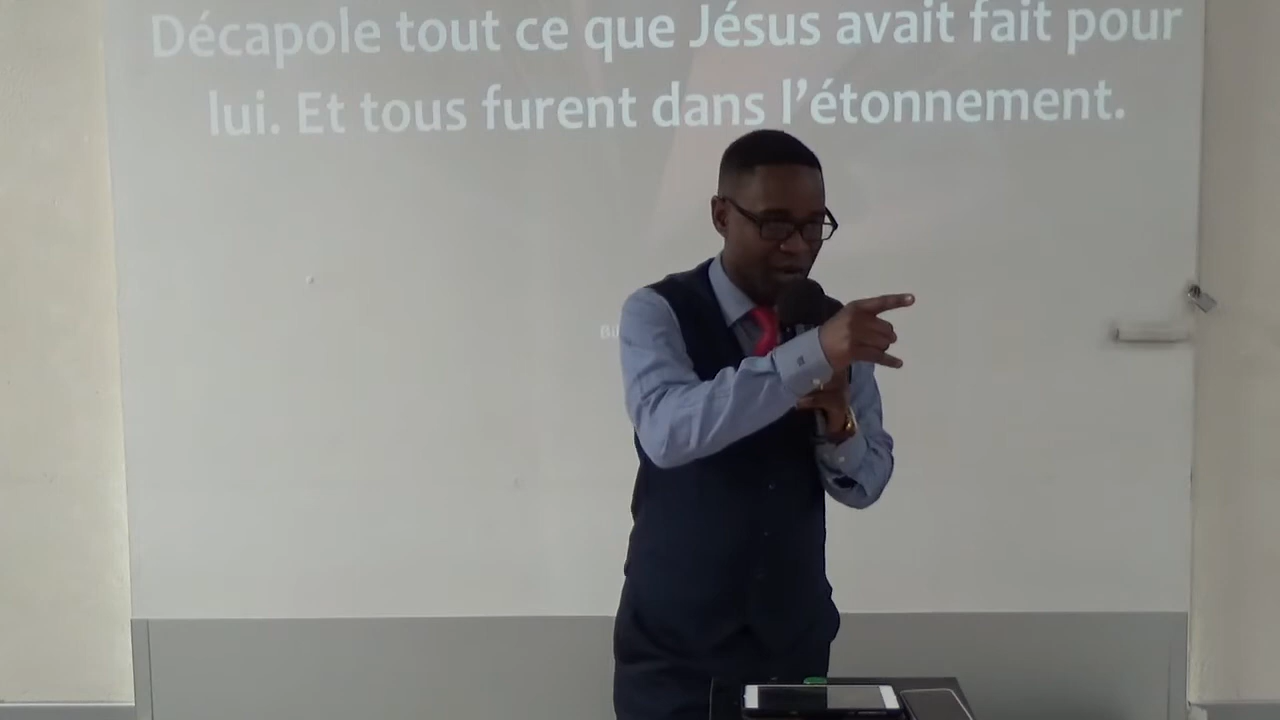 Décapole tout ce que Jésus avait fait pour
lui. Et tous furent dans l’étonnement.